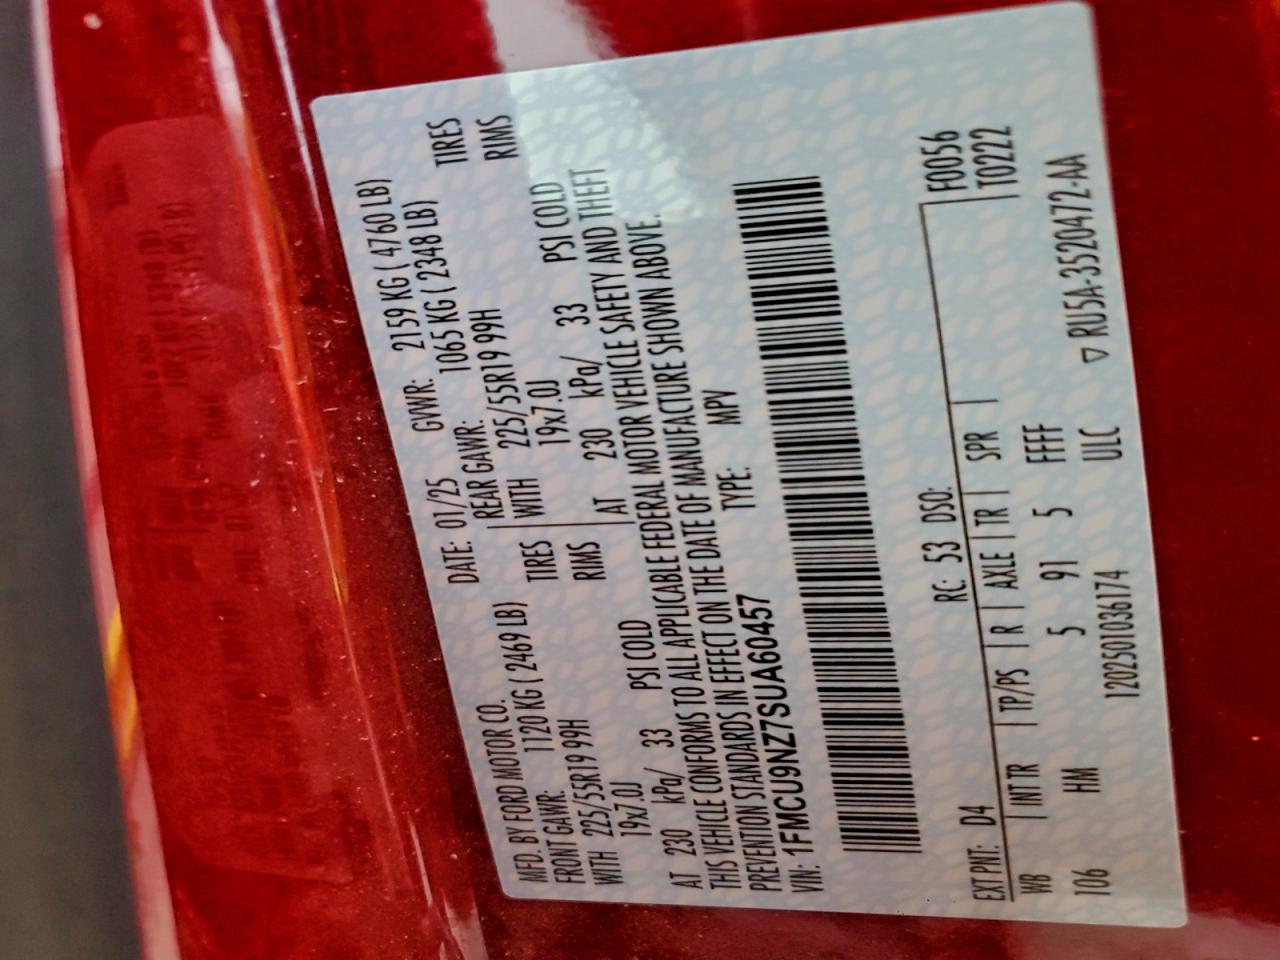 MFD. BY FORD MOTOR CO.
DATE: 01/25 GVWR: 2159 KG ( 4760 LB)
FRONT GAWR: 1120 KG ( 2469 LB) REAR GAWR: 1065 KG ( 2348 LB)
WITH 225/55R19 99H TIRES WITH 225/55R19 99H TIRES
19x7.0J RIMS 19x7.0J RIMS
AT 230 kPa/ 33 PSI COLD AT 230 kPa/ 33 PSI COLD
THIS VEHICLE CONFORMS TO ALL APPLICABLE FEDERAL MOTOR VEHICLE SAFETY AND THEFT
PREVENTION STANDARDS IN EFFECT ON THE DATE OF MANUFACTURE SHOWN ABOVE.
VIN: 1FMCU9NZ7SUA60457 TYPE: MPV
EXT PNT: D4 RC: 53 DSO: F0056
WB INT TR TP/PS R AXLE TR SPR T0222
106 HM 5 91 5 FFF
1202501036174 ULC ▽ RU5A-3520472-AA